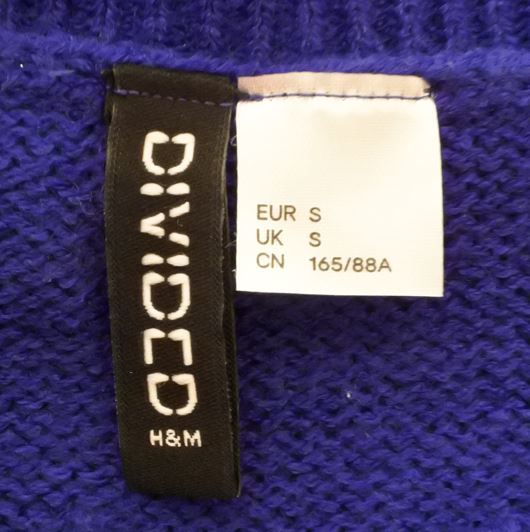 DIVIDED
H&M
EUR S
UK S
CN 165/88A